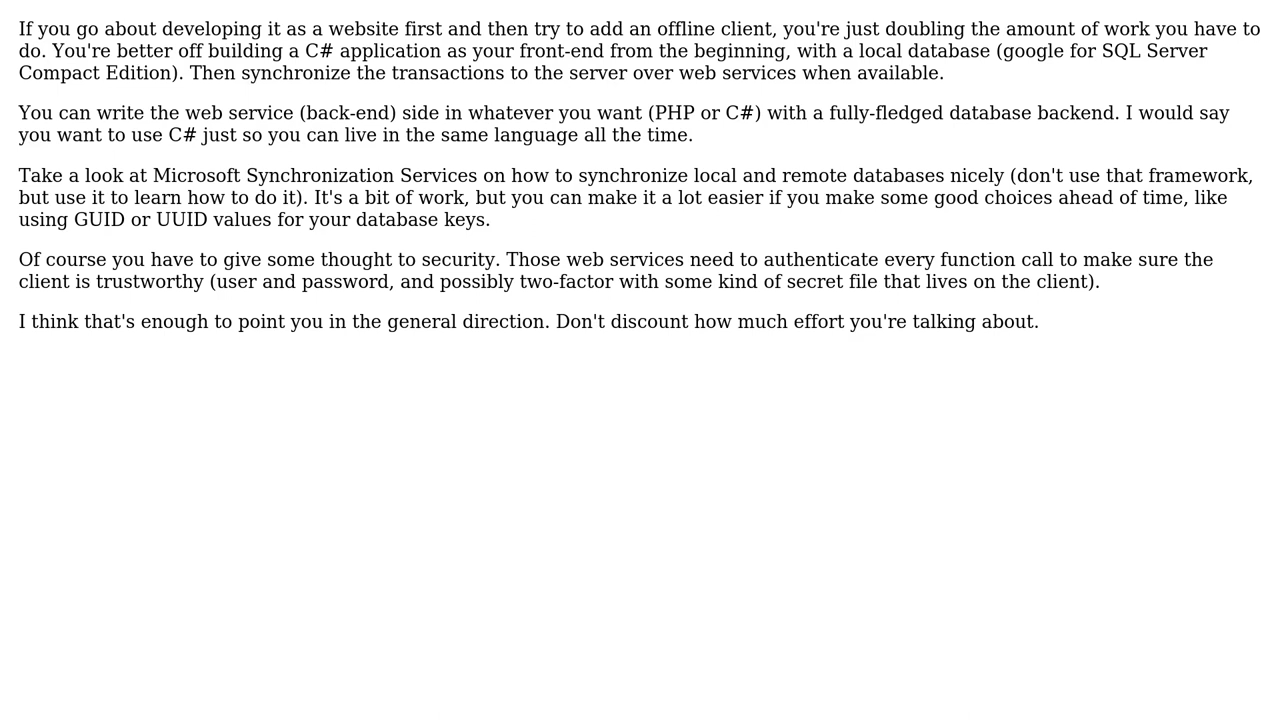 If you go about developing it as a website first and then try to add an offline client, you're just doubling the amount of work you have to
do. You're better off building a C# application as your front-end from the beginning, with a local database (google for SQL Server
Compact Edition). Then synchronize the transactions to the server over web services when available.
You can write the web service (back-end) side in whatever you want (PHP or C#) with a fully-fledged database backend. I would say
you want to use C# just so you can live in the same language all the time.
Take a look at Microsoft Synchronization Services on how to synchronize local and remote databases nicely (don't use that framework,
but use it to learn how to do it). It's a bit of work, but you can make it a lot easier if you make some good choices ahead of time, like
using GUID or UUID values for your database keys.
Of course you have to give some thought to security. Those web services need to authenticate every function call to make sure the
client is trustworthy (user and password, and possibly two-factor with some kind of secret file that lives on the client).
I think that's enough to point you in the general direction. Don't discount how much effort you're talking about.